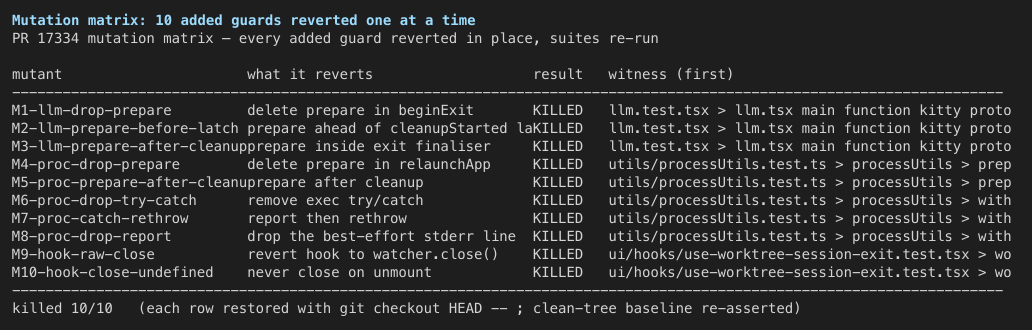 Mutation matrix: 10 added guards reverted one at a time
PR 17334 mutation matrix — every added guard reverted in place, suites re-run
mutant what it reverts result witness (first)
M1-llm-drop-prepare delete prepare in beginExit KILLED llm.test.tsx > llm.tsx main function kitty proto
M2-llm-prepare-before-latch prepare ahead of cleanupStarted laKILLED llm.test.tsx > llm.tsx main function kitty proto
M3-llm-prepare-after-cleanupprepare inside exit finaliser KILLED llm.test.tsx > llm.tsx main function kitty proto
M4-proc-drop-prepare delete prepare in relaunchApp KILLED utils/processUtils.test.ts > processUtils > prep
M5-proc-prepare-after-cleanuprepare after cleanup KILLED utils/processUtils.test.ts > processUtils > prep
M6-proc-drop-try-catch remove exec try/catch KILLED utils/processUtils.test.ts > processUtils > with
M7-proc-catch-rethrow report then rethrow KILLED utils/processUtils.test.ts > processUtils > with
M8-proc-drop-report drop the best-effort stderr line KILLED utils/processUtils.test.ts > processUtils > with
M9-hook-raw-close revert hook to watcher.close() KILLED ui/hooks/use-worktree-session-exit.test.tsx > wo
M10-hook-close-undefined never close on unmount KILLED ui/hooks/use-worktree-session-exit.test.tsx > wo
killed 10/10 (each row restored with git checkout HEAD -- ; clean-tree baseline re-asserted)